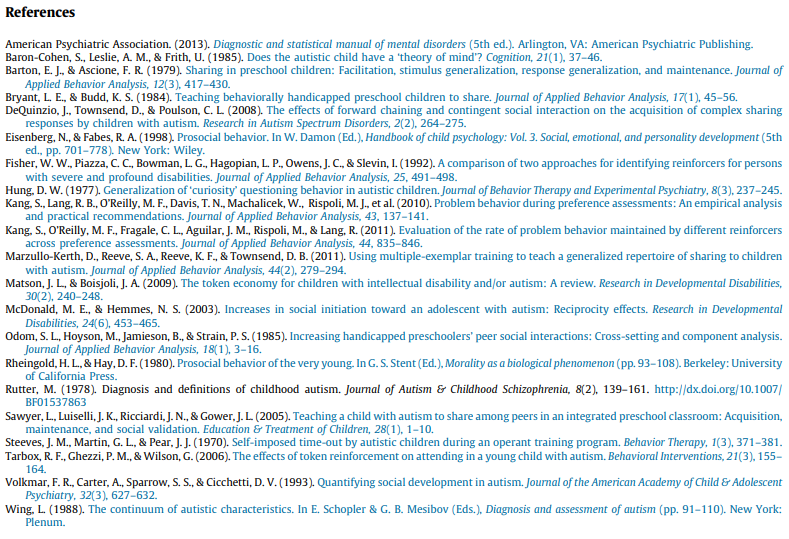 References
American Psychiatric Association. (2013). Diagnostic and statistical manual of mental disorders (5th ed.). Arlington, VA: American Psychiatric Publishing.
Baron-Cohen, S., Leslie, A. M., & Frith, U. (1985). Does the autistic child have a 'theory of mind'? Cognition, 21(1), 37–46.
Barton, E. J., & Ascione, F. R. (1979). Sharing in preschool children: Facilitation, stimulus generalization, response generalization, and maintenance. Journal of
Applied Behavior Analysis, 12(3), 417–430.
Bryant, L. E., & Budd, K. S. (1984). Teaching behaviorally handicapped preschool children to share. Journal of Applied Behavior Analysis, 17(1), 45–56.
DeQuinzio, J., Townsend, D., & Poulson, C. L. (2008). The effects of forward chaining and contingent social interaction on the acquisition of complex sharing
responses by children with autism. Research in Autism Spectrum Disorders, 2(2), 264–275.
Eisenberg, N., & Fabes, R. A. (1998). Prosocial behavior. In W. Damon (Ed.), Handbook of child psychology: Vol. 3. Social, emotional, and personality development (5th
ed., pp. 701–778). New York: Wiley.
Fisher, W. W., Piazza, C. C., Bowman, L. G., Hagopian, L. P., Owens, J. C., & Slevin, I. (1992). A comparison of two approaches for identifying reinforcers for persons
with severe and profound disabilities. Journal of Applied Behavior Analysis, 25, 491–498.
Hung, D. W. (1977). Generalization of 'curiosity' questioning behavior in autistic children. Journal of Behavior Therapy and Experimental Psychiatry, 8(3), 237–245.
Kang, S., Lang, R. B., O'Reilly, M. F., Davis, T. N., Machalicek, W., Rispoli, M. J., et al. (2010). Problem behavior during preference assessments: An empirical analysis
and practical recommendations. Journal of Applied Behavior Analysis, 43, 137–141.
Kang, S., O'Reilly, M. F., Fragale, C. L., Aguilar, J. M., Rispoli, M., & Lang, R. (2011). Evaluation of the rate of problem behavior maintained by different reinforcers
across preference assessments. Journal of Applied Behavior Analysis, 44, 835–846.
Marzullo-Kerth, D., Reeve, S. A., Reeve, K. F., & Townsend, D. B. (2011). Using multiple-exemplar training to teach a generalized repertoire of sharing to children
with autism. Journal of Applied Behavior Analysis, 44(2), 279–294.
Matson, J. L., & Boisjoli, J. A. (2009). The token economy for children with intellectual disability and/or autism: A review. Research in Developmental Disabilities,
30(2), 240–248.
McDonald, M. E., & Hemmes, N. S. (2003). Increases in social initiation toward an adolescent with autism: Reciprocity effects. Research in Developmental
Disabilities, 24(6), 453–465.
Odom, S. L., Hoyson, M., Jamieson, B., & Strain, P. S. (1985). Increasing handicapped preschoolers' peer social interactions: Cross-setting and component analysis.
Journal of Applied Behavior Analysis, 18(1), 3–16.
Rheingold, H. L., & Hay, D. F. (1980). Prosocial behavior of the very young. In G. S. Stent (Ed.), Morality as a biological phenomenon (pp. 93–108). Berkeley: University
of California Press.
Rutter, M. (1978). Diagnosis and definitions of childhood autism. Journal of Autism & Childhood Schizophrenia, 8(2), 139–161. http://dx.doi.org/10.1007/
BF01537863
Sawyer, L., Luiselli, J. K., Ricciardi, J. N., & Gower, J. L. (2005). Teaching a child with autism to share among peers in an integrated preschool classroom: Acquisition,
maintenance, and social validation. Education & Treatment of Children, 28(1), 1–10.
Steeves, J. M., Martin, G. L., & Pear, J. J. (1970). Self-imposed time-out by autistic children during an operant training program. Behavior Therapy, 1(3), 371–381.
Tarbox, R. F., Ghezzi, P. M., & Wilson, G. (2006). The effects of token reinforcement on attending in a young child with autism. Behavioral Interventions, 21(3), 155–
164.
Volkmar, F. R., Carter, A., Sparrow, S. S., & Cicchetti, D. V. (1993). Quantifying social development in autism. Journal of the American Academy of Child & Adolescent
Psychiatry, 32(3), 627–632.
Wing, L. (1988). The continuum of autistic characteristics. In E. Schopler & G. B. Mesibov (Eds.), Diagnosis and assessment of autism (pp. 91–110). New York:
Plenum.